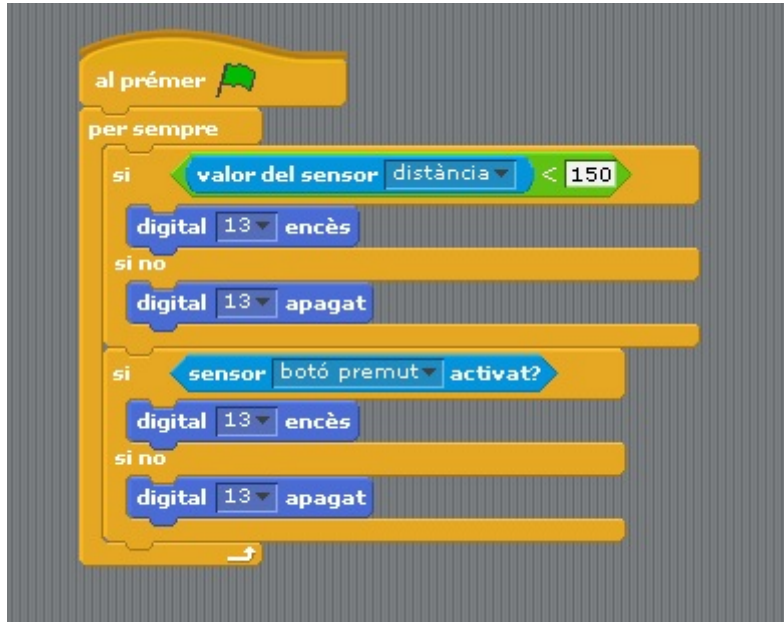 al prémer
per sempre
si valor del sensor distància < 150
digital 13 encès
si no
digital 13 apagat
si sensor botó premut activat?
digital 13 encès
si no
digital 13 apagat